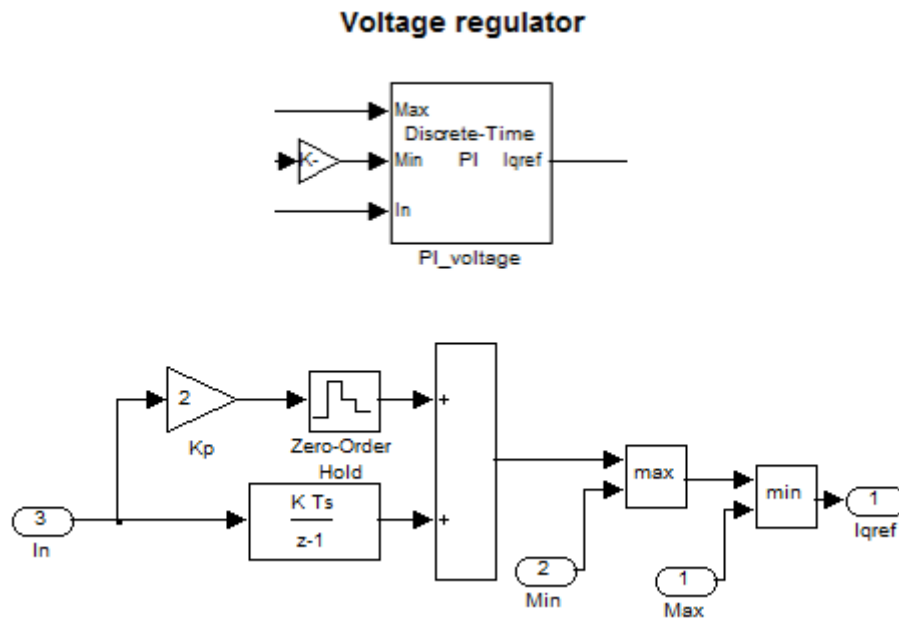 Voltage regulator
Max
Discrete-Time
K-
Min PI Iqref
In
PI_voltage
2
+
Kp
Zero-Order
Hold
max
min
1
Iqref
K Ts
z-1
3
+
In
2
Min
1
Max